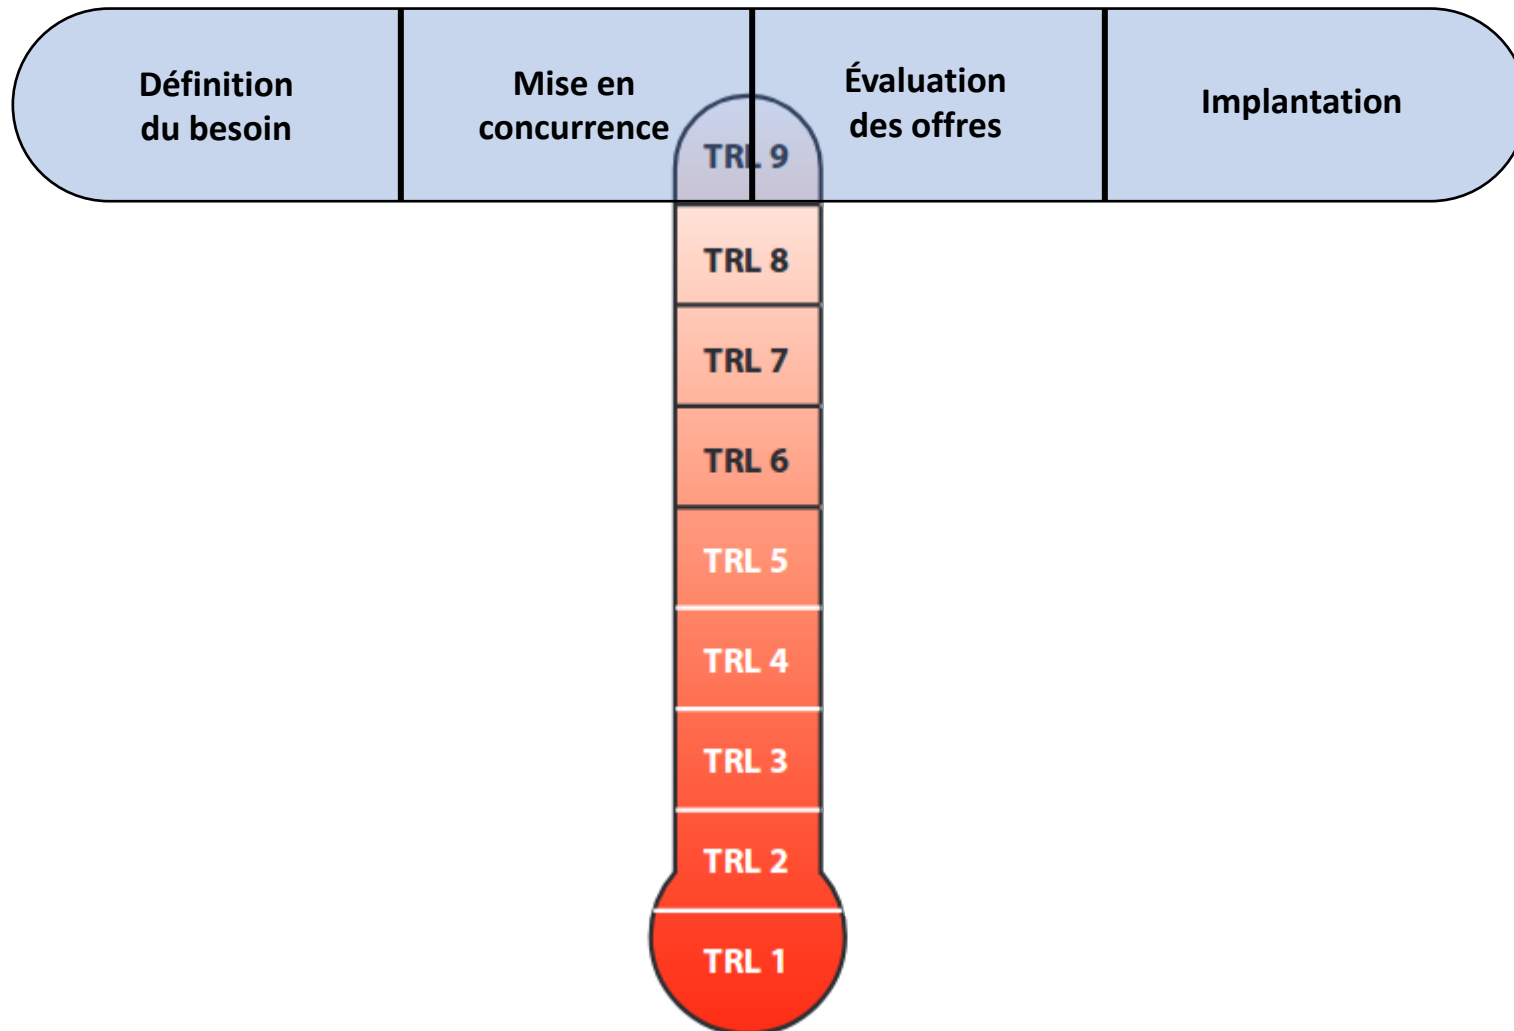 Définition
du besoin
Mise en
concurrence
Évaluation
des offres
Implantation
TRL 9
TRL 8
TRL 7
TRL 6
TRL 5
TRL 4
TRL 3
TRL 2
TRL 1